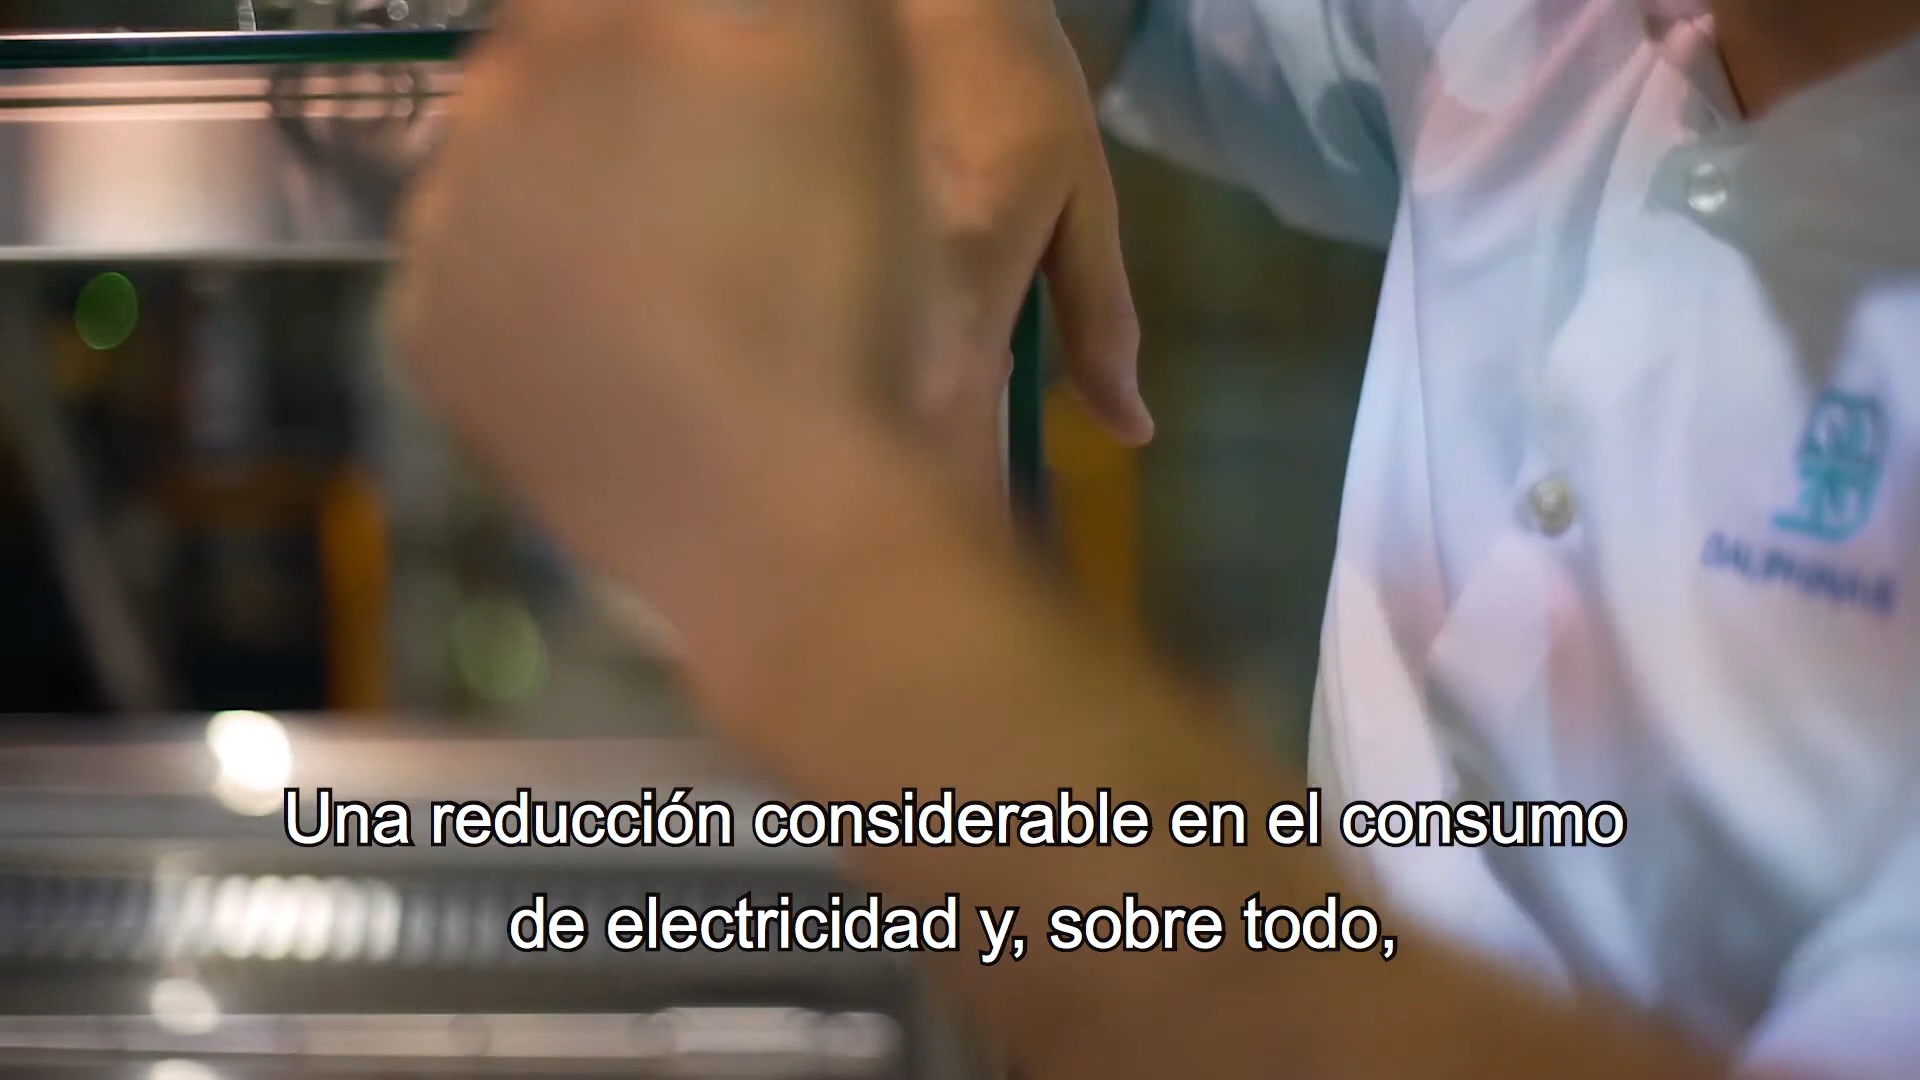 Una reducción considerable en el consumo
de electricidad y, sobre todo,